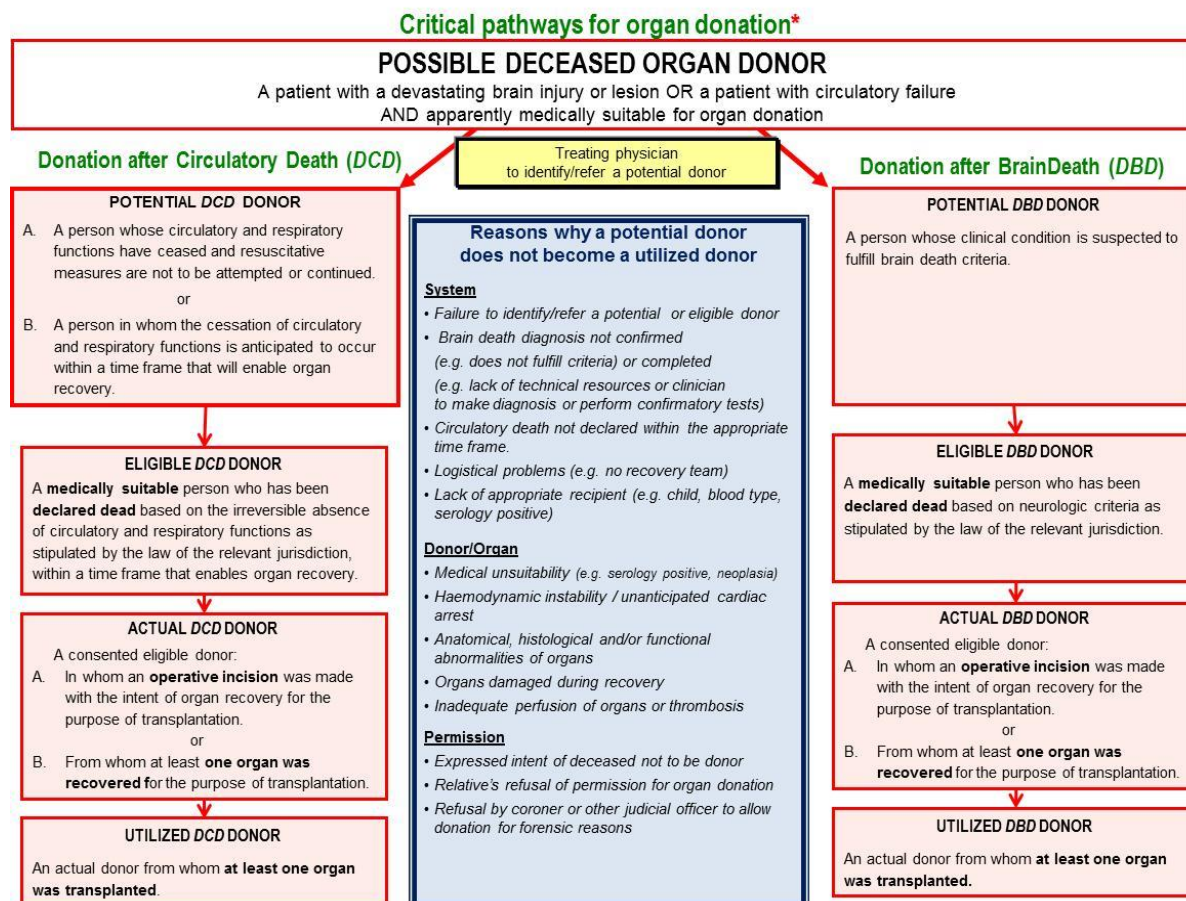 Critical pathways for organ donation*
POSSIBLE DECEASED ORGAN DONOR
A patient with a devastating brain injury or lesion OR a patient with circulatory failure
AND apparently medically suitable for organ donation
Treating physician
to identify/refer a potential donor
Donation after Circulatory Death (DCD)
POTENTIAL DCD DONOR
A. A person whose circulatory and respiratory
functions have ceased and resuscitative
measures are not to be attempted or continued.
or
B. A person in whom the cessation of circulatory
and respiratory functions is anticipated to occur
within a time frame that will enable organ
recovery.
ELIGIBLE DCD DONOR
A medically suitable person who has been
declared dead based on the irreversible absence
of circulatory and respiratory functions as
stipulated by the law of the relevant jurisdiction,
within a time frame that enables organ recovery.
ACTUAL DCD DONOR
A consented eligible donor:
A. In whom an operative incision was made
with the intent of organ recovery for the
purpose of transplantation.
or
B. From whom at least one organ was
recovered for the purpose of transplantation.
UTILIZED DCD DONOR
An actual donor from whom at least one organ
was transplanted.
Reasons why a potential donor
does not become a utilized donor
System
• Failure to identify/refer a potential or eligible donor
• Brain death diagnosis not confirmed
(e.g. does not fulfill criteria) or completed
(e.g. lack of technical resources or clinician
to make diagnosis or perform confirmatory tests)
• Circulatory death not declared within the appropriate
time frame.
• Logistical problems (e.g. no recovery team)
• Lack of appropriate recipient (e.g. child, blood type,
serology positive)
Donor/Organ
• Medical unsuitability (e.g. serology positive, neoplasia)
• Haemodynamic instability / unanticipated cardiac
arrest
• Anatomical, histological and/or functional
abnormalities of organs
• Organs damaged during recovery
• Inadequate perfusion of organs or thrombosis
Permission
• Expressed intent of deceased not to be donor
• Relative's refusal of permission for organ donation
• Refusal by coroner or other judicial officer to allow
donation for forensic reasons
Donation after BrainDeath (DBD)
POTENTIAL DBD DONOR
A person whose clinical condition is suspected to
fulfill brain death criteria.
ELIGIBLE DBD DONOR
A medically suitable person who has been
declared dead based on neurologic criteria as
stipulated by the law of the relevant jurisdiction.
ACTUAL DBD DONOR
A consented eligible donor:
A. In whom an operative incision was made
with the intent of organ recovery for the
purpose of transplantation.
or
B. From whom at least one organ was
recovered for the purpose of transplantation.
UTILIZED DBD DONOR
An actual donor from whom at least one organ
was transplanted.